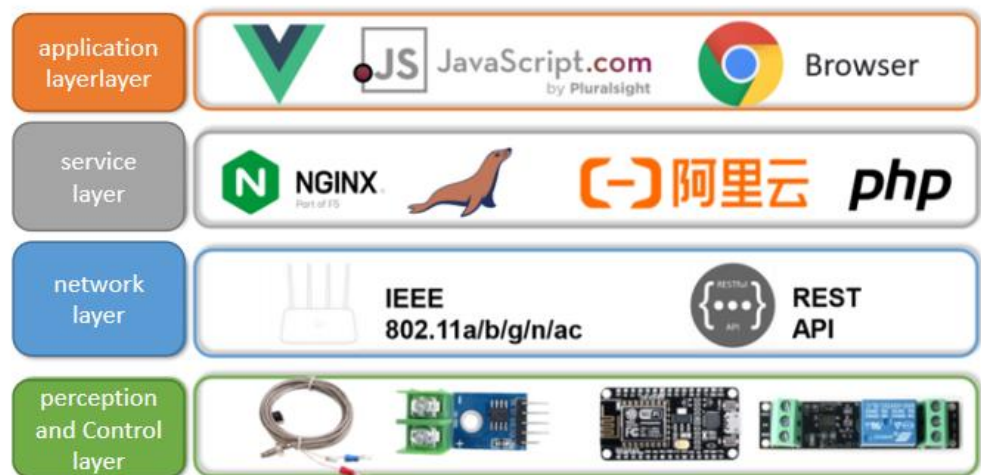 application
layerlayer
JS JavaScript.com
by Pluralsight
Browser
service
layer
N NGINX
Part of F5
阿里云
php
network
layer
IEEE
802.11a/b/g/n/ac
RESTful
{•••}
API
REST
API
perception
and Control
layer